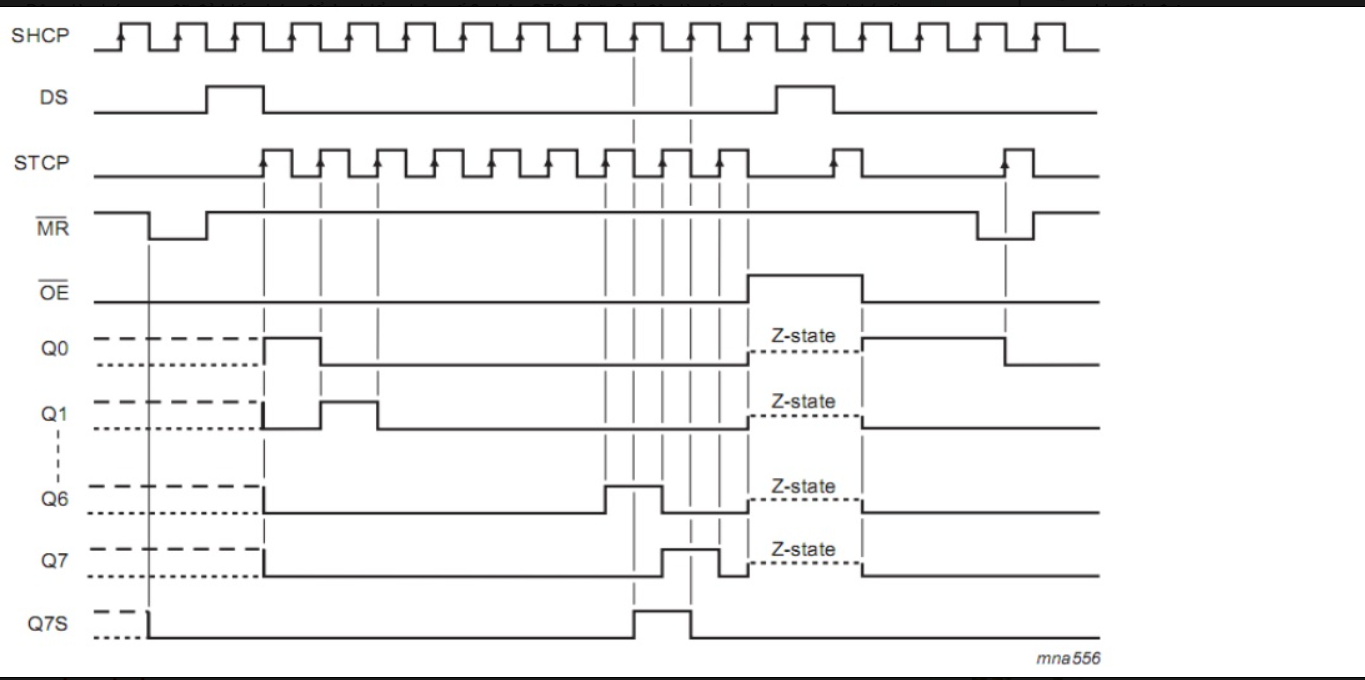 SHCP
DS
STCP
MR
OE
Q0 Z-state
Q1 Z-state
Q6 Z-state
Q7 Z-state
Q7S
mna556